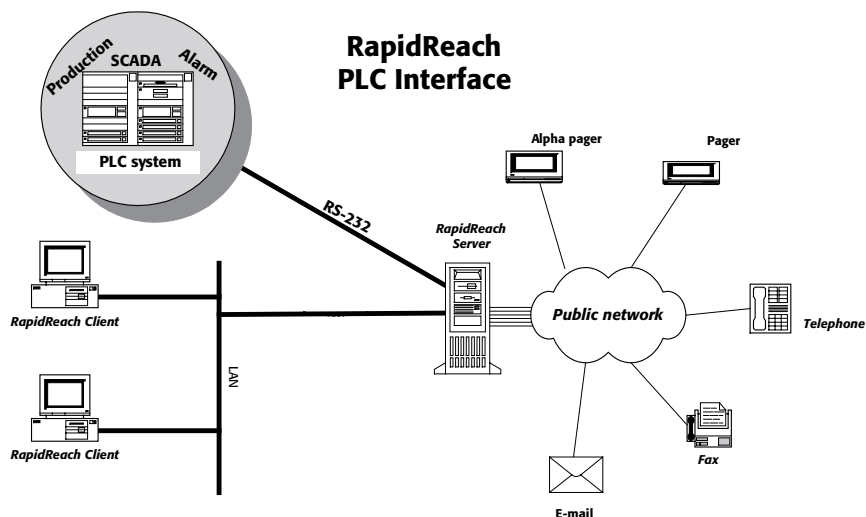 RapidReach
PLC Interface
Production
SCADA
Alarm
PLC system
RS-232
RapidReach
Server
Alpha pager
Pager
Public network
Telephone
Fax
E-mail
RapidReach Client
LAN
RapidReach Client